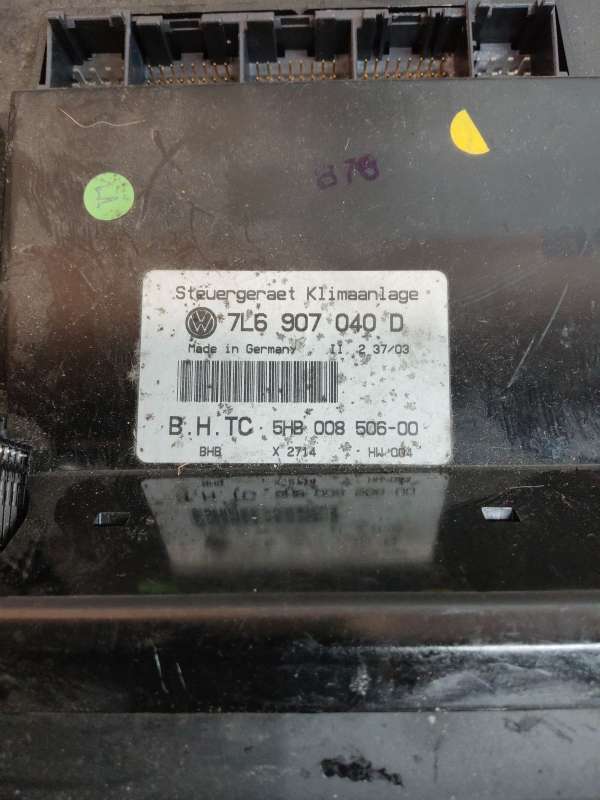 B76
Steuergeraet Klimaanlage
7L6 907 040 D
Made in Germany II 2 37/03
B.H.TC 5HB 008 506-00
BHB X 2714 HW 004